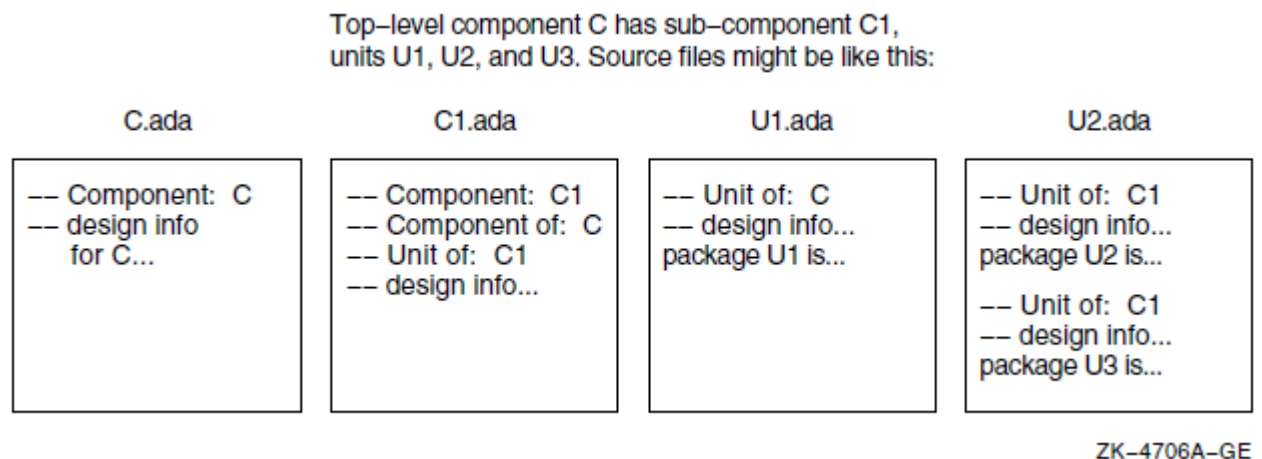 Top–level component C has sub–component C1,
units U1, U2, and U3. Source files might be like this:
C.ada
–– Component: C
–– design info
for C...
C1.ada
–– Component: C1
–– Component of: C
–– Unit of: C1
–– design info...
U1.ada
–– Unit of: C
–– design info...
package U1 is...
U2.ada
–– Unit of: C1
–– design info...
package U2 is...
–– Unit of: C1
–– design info...
package U3 is...
ZK–4706A–GE